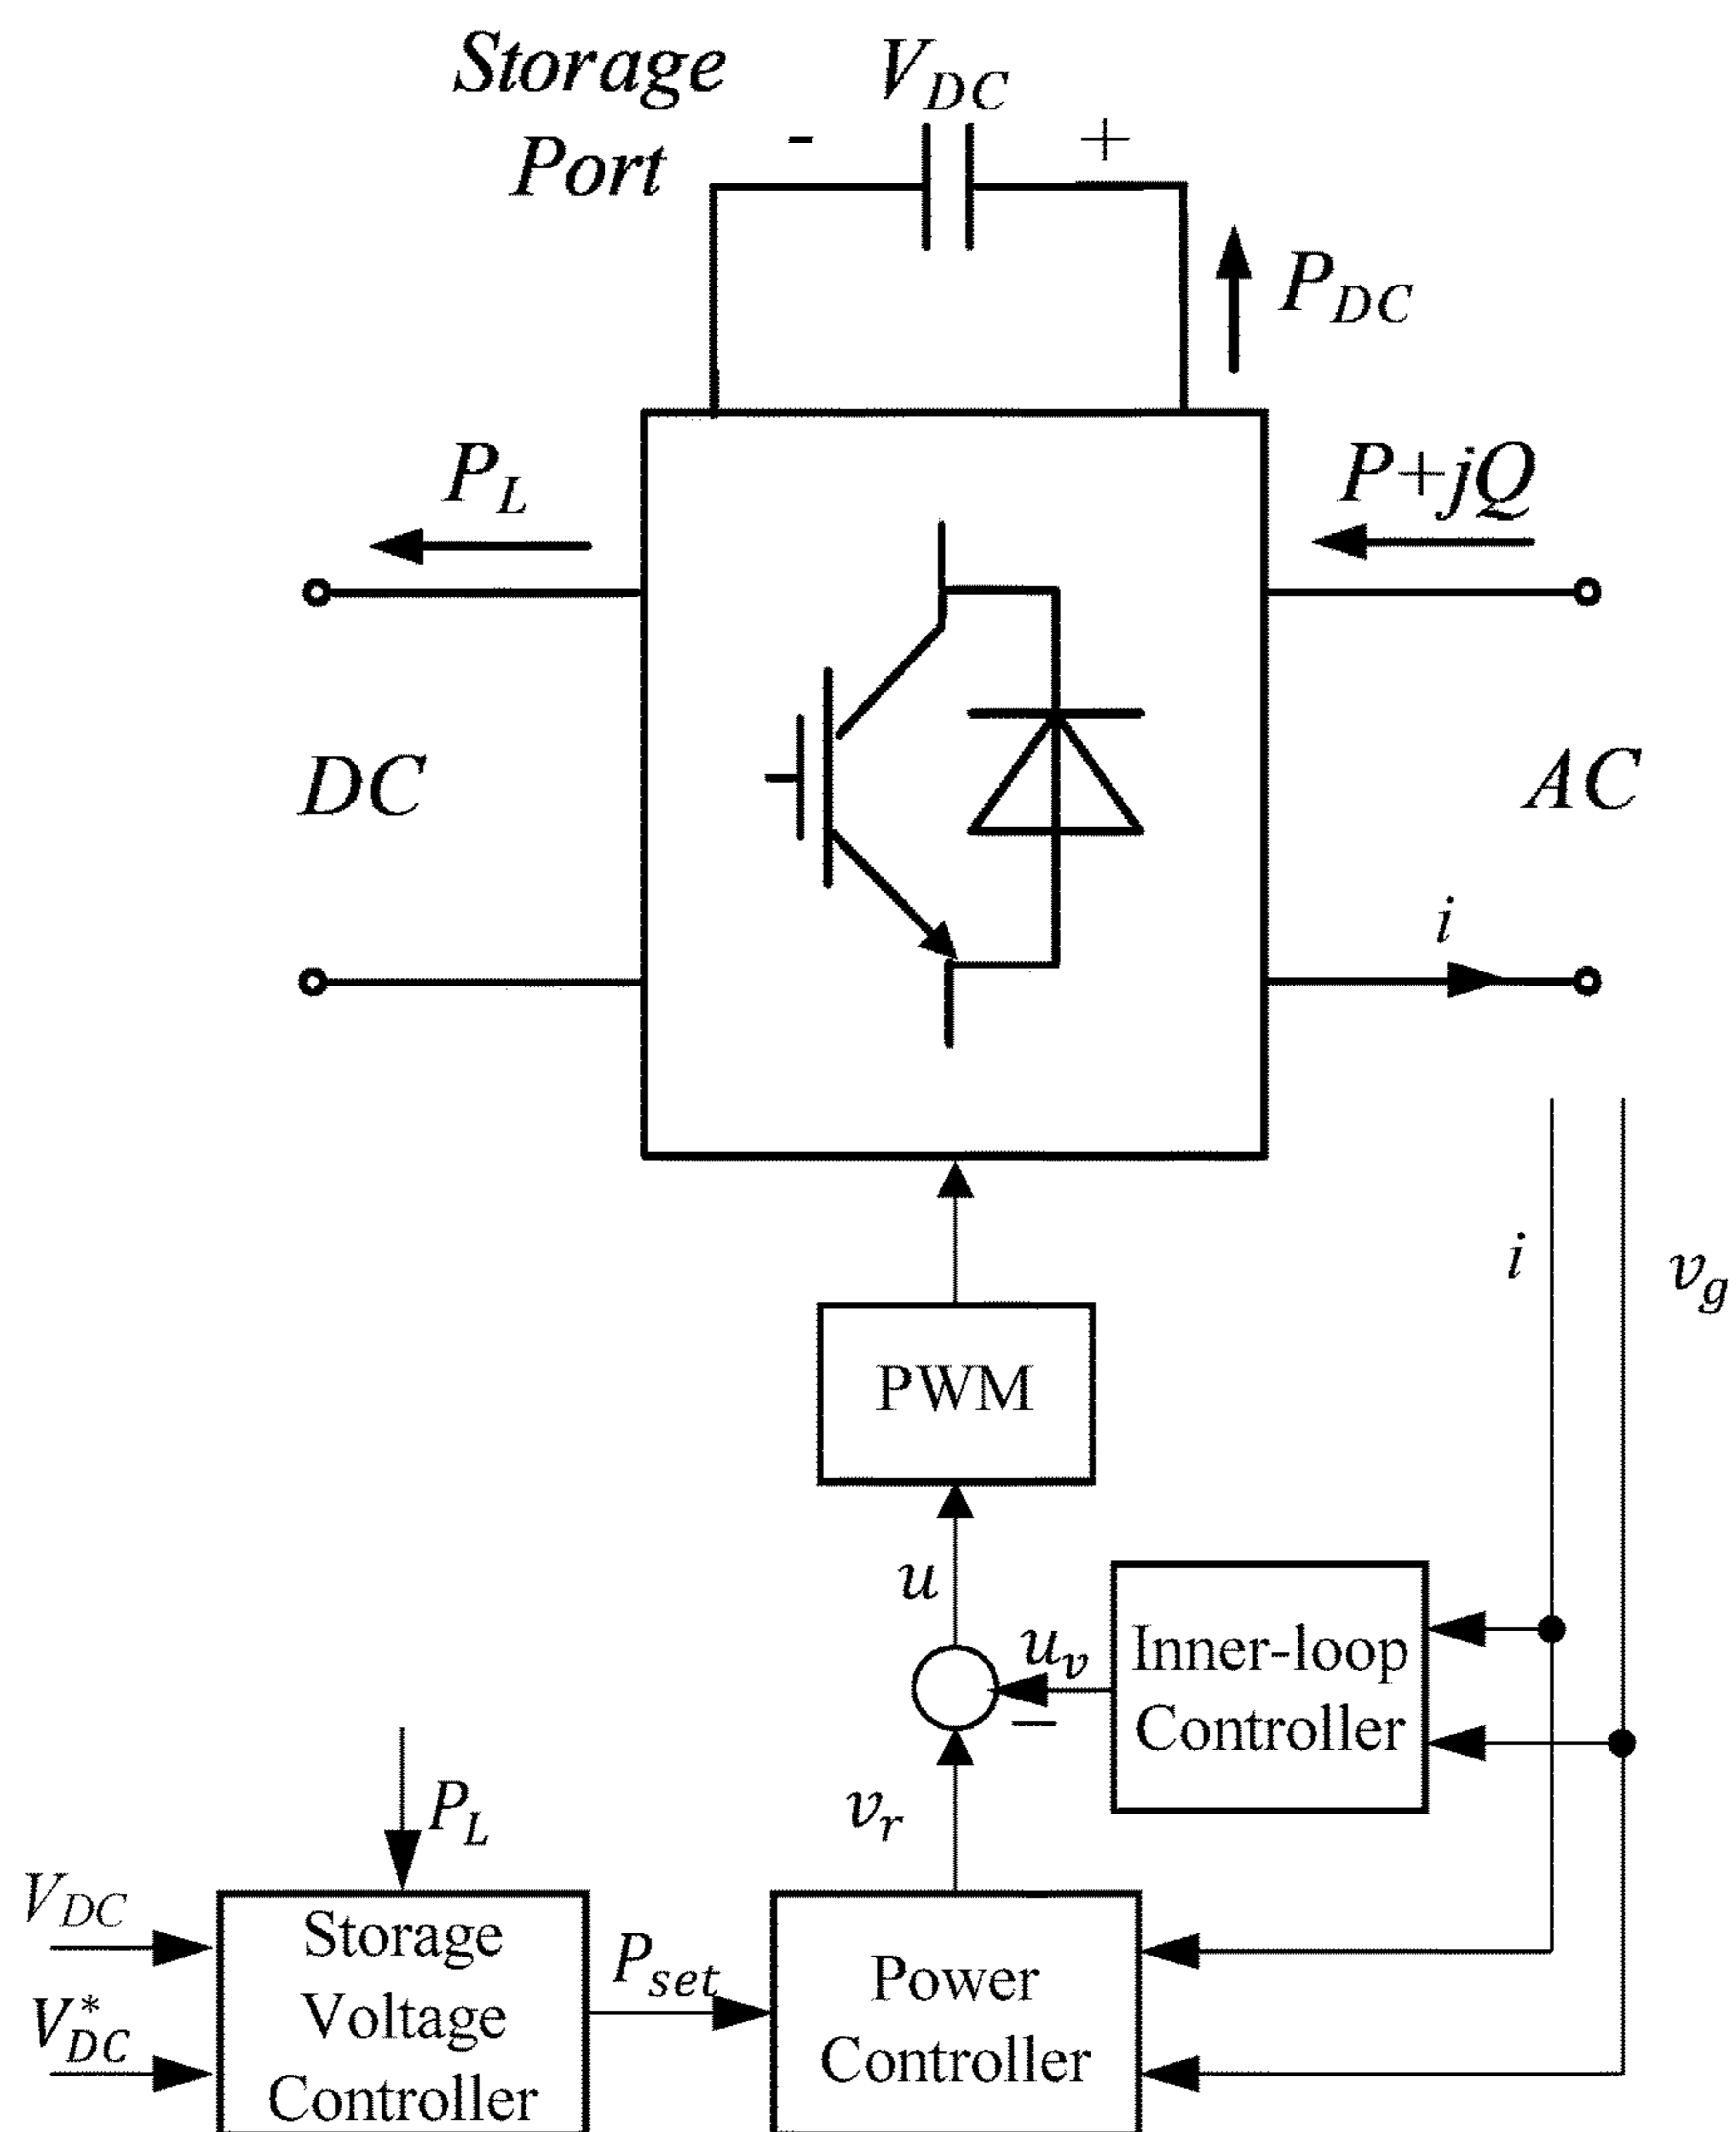 Storage
Port
V_DC
- +
P_DC
P_L
P+jQ
DC
AC
i
i
v_g
PWM
u
u_v
−
Inner-loop
Controller
v_r
P_L
V_DC
V*_DC
Storage
Voltage
Controller
P_set
Power
Controller